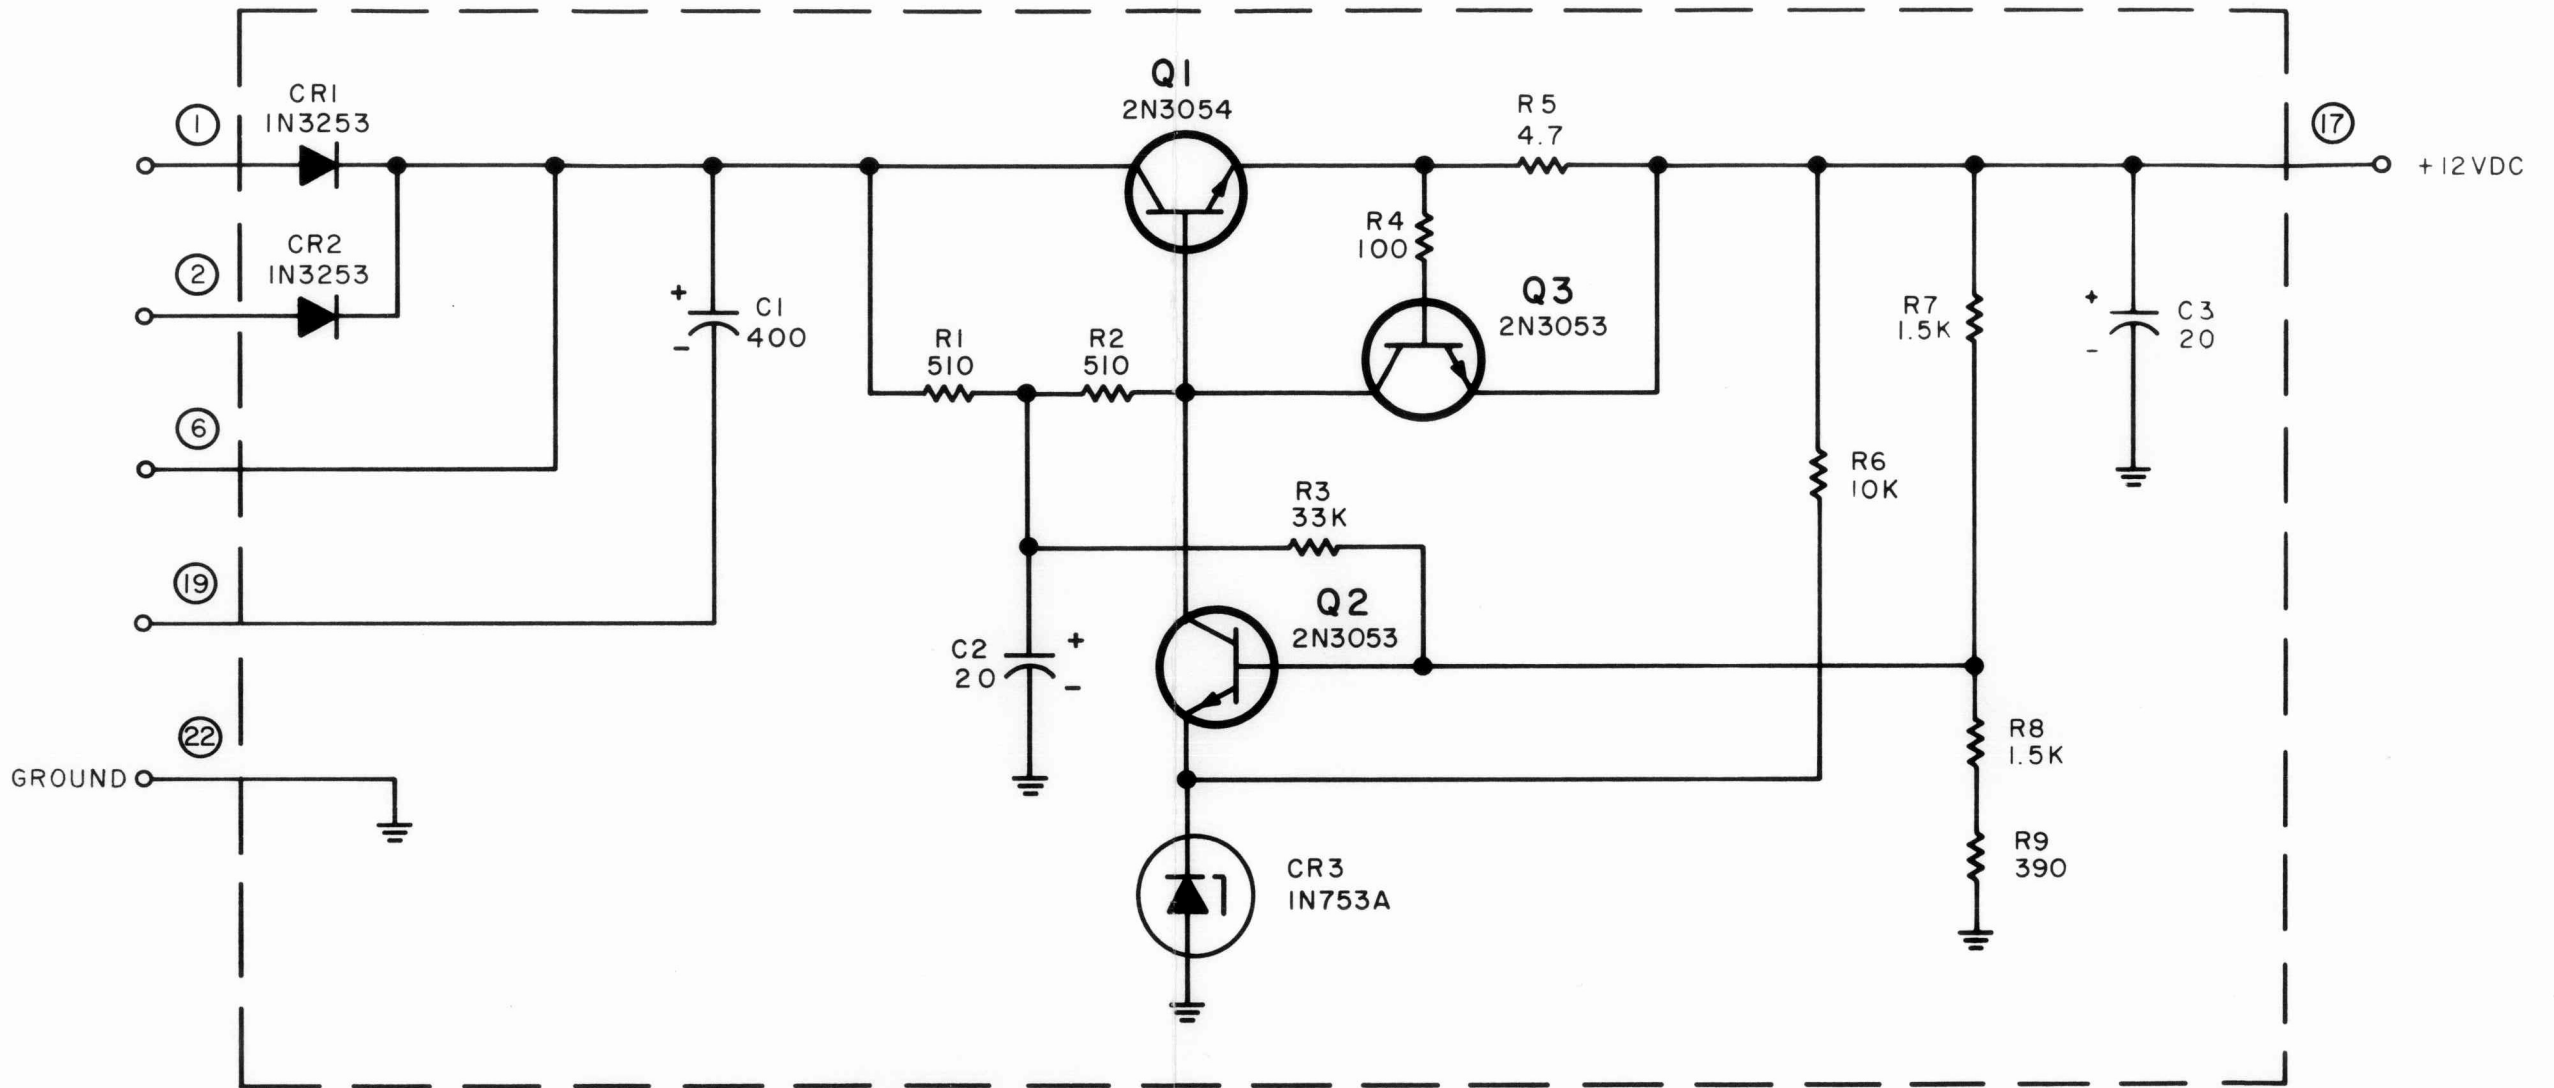 CR1
1N3253
1
CR2
1N3253
2
6
19
22
GROUND
+
-
C1
400
R1
510
R2
510
Q1
2N3054
R5
4.7
R4
100
Q3
2N3053
R3
33K
Q2
2N3053
C2
20
+
-
CR3
1N753A
R6
10K
R7
1.5K
R8
1.5K
R9
390
+
-
C3
20
17
+12VDC